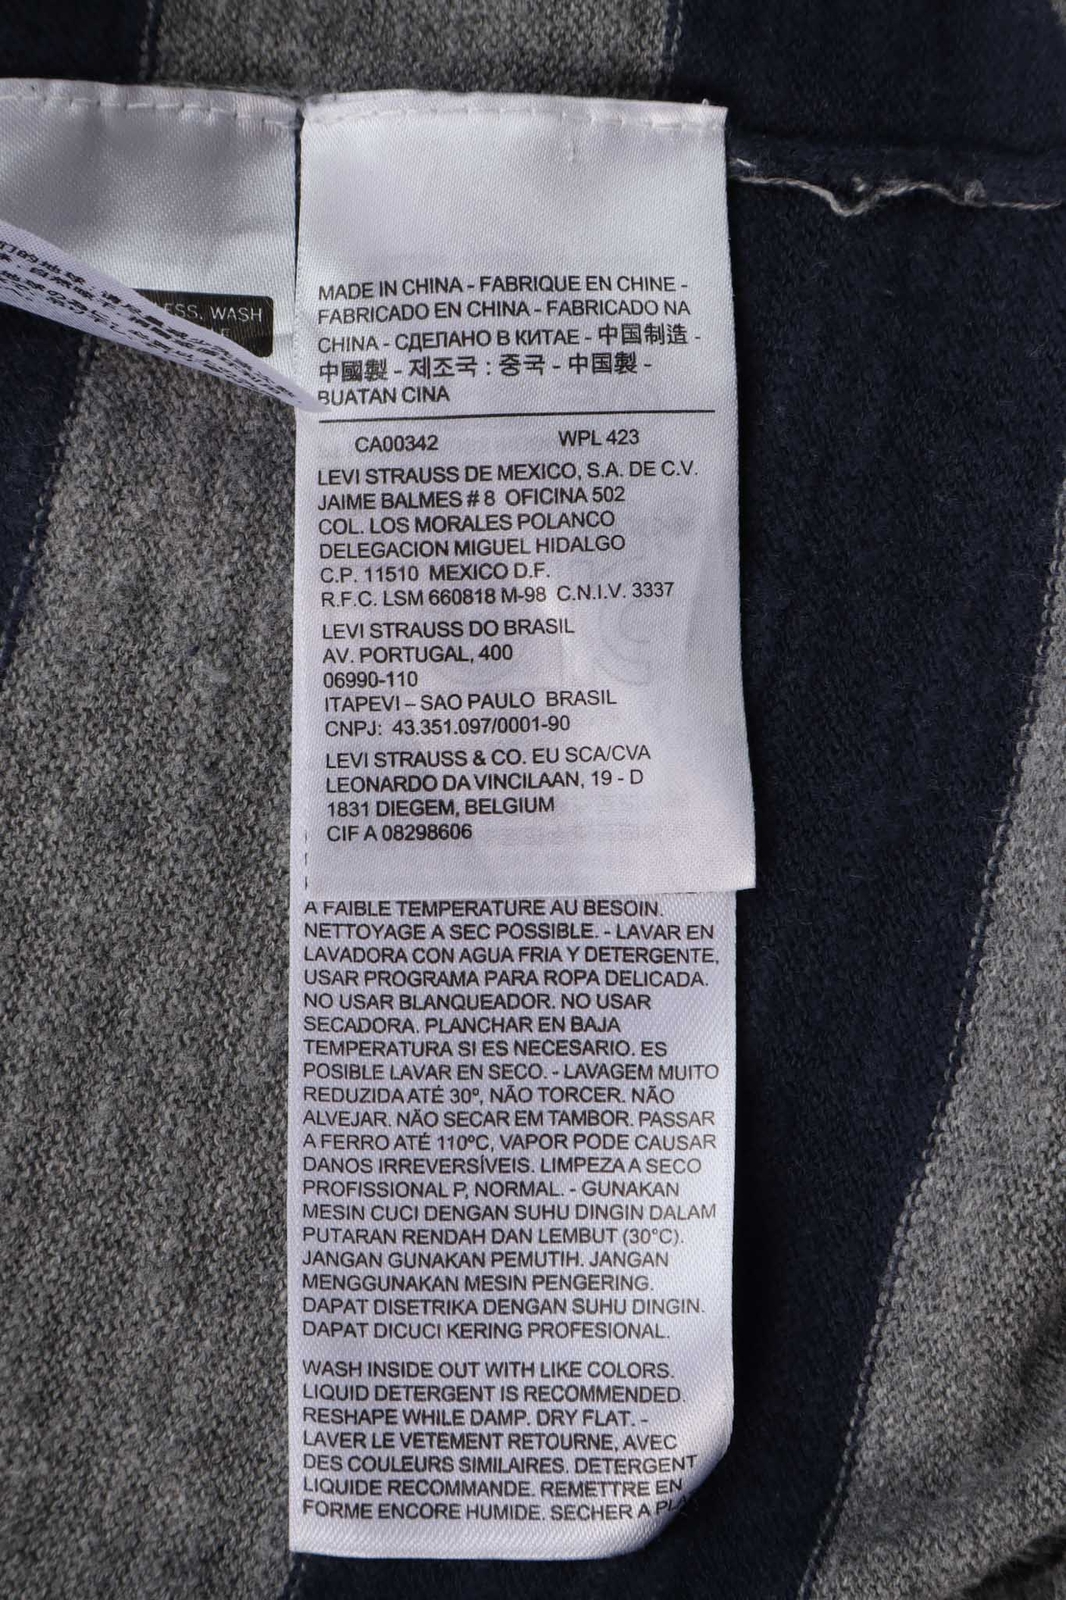 ESS. WASH
MADE IN CHINA - FABRIQUE EN CHINE -
FABRICADO EN CHINA - FABRICADO NA
CHINA - СДЕЛАНО В КИТАЕ - 中国制造 -
中國製 - 제조국 : 중국 - 中国製 -
BUATAN CINA
CA00342 WPL 423
LEVI STRAUSS DE MEXICO, S.A. DE C.V.
JAIME BALMES # 8 OFICINA 502
COL. LOS MORALES POLANCO
DELEGACION MIGUEL HIDALGO
C.P. 11510 MEXICO D.F.
R.F.C. LSM 660818 M-98 C.N.I.V. 3337
LEVI STRAUSS DO BRASIL
AV. PORTUGAL, 400
06990-110
ITAPEVI – SAO PAULO BRASIL
CNPJ: 43.351.097/0001-90
LEVI STRAUSS & CO. EU SCA/CVA
LEONARDO DA VINCILAAN, 19 - D
1831 DIEGEM, BELGIUM
CIF A 08298606
A FAIBLE TEMPERATURE AU BESOIN.
NETTOYAGE A SEC POSSIBLE. - LAVAR EN
LAVADORA CON AGUA FRIA Y DETERGENTE,
USAR PROGRAMA PARA ROPA DELICADA.
NO USAR BLANQUEADOR. NO USAR
SECADORA. PLANCHAR EN BAJA
TEMPERATURA SI ES NECESARIO. ES
POSIBLE LAVAR EN SECO. - LAVAGEM MUITO
REDUZIDA ATÉ 30º, NÃO TORCER. NÃO
ALVEJAR. NÃO SECAR EM TAMBOR. PASSAR
A FERRO ATÉ 110ºC, VAPOR PODE CAUSAR
DANOS IRREVERSÍVEIS. LIMPEZA A SECO
PROFISSIONAL P, NORMAL. - GUNAKAN
MESIN CUCI DENGAN SUHU DINGIN DALAM
PUTARAN RENDAH DAN LEMBUT (30°C).
JANGAN GUNAKAN PEMUTIH. JANGAN
MENGGUNAKAN MESIN PENGERING.
DAPAT DISETRIKA DENGAN SUHU DINGIN.
DAPAT DICUCI KERING PROFESIONAL.
WASH INSIDE OUT WITH LIKE COLORS.
LIQUID DETERGENT IS RECOMMENDED.
RESHAPE WHILE DAMP. DRY FLAT. -
LAVER LE VETEMENT RETOURNE, AVEC
DES COULEURS SIMILAIRES. DETERGENT
LIQUIDE RECOMMANDE. REMETTRE EN
FORME ENCORE HUMIDE. SECHER A PLA